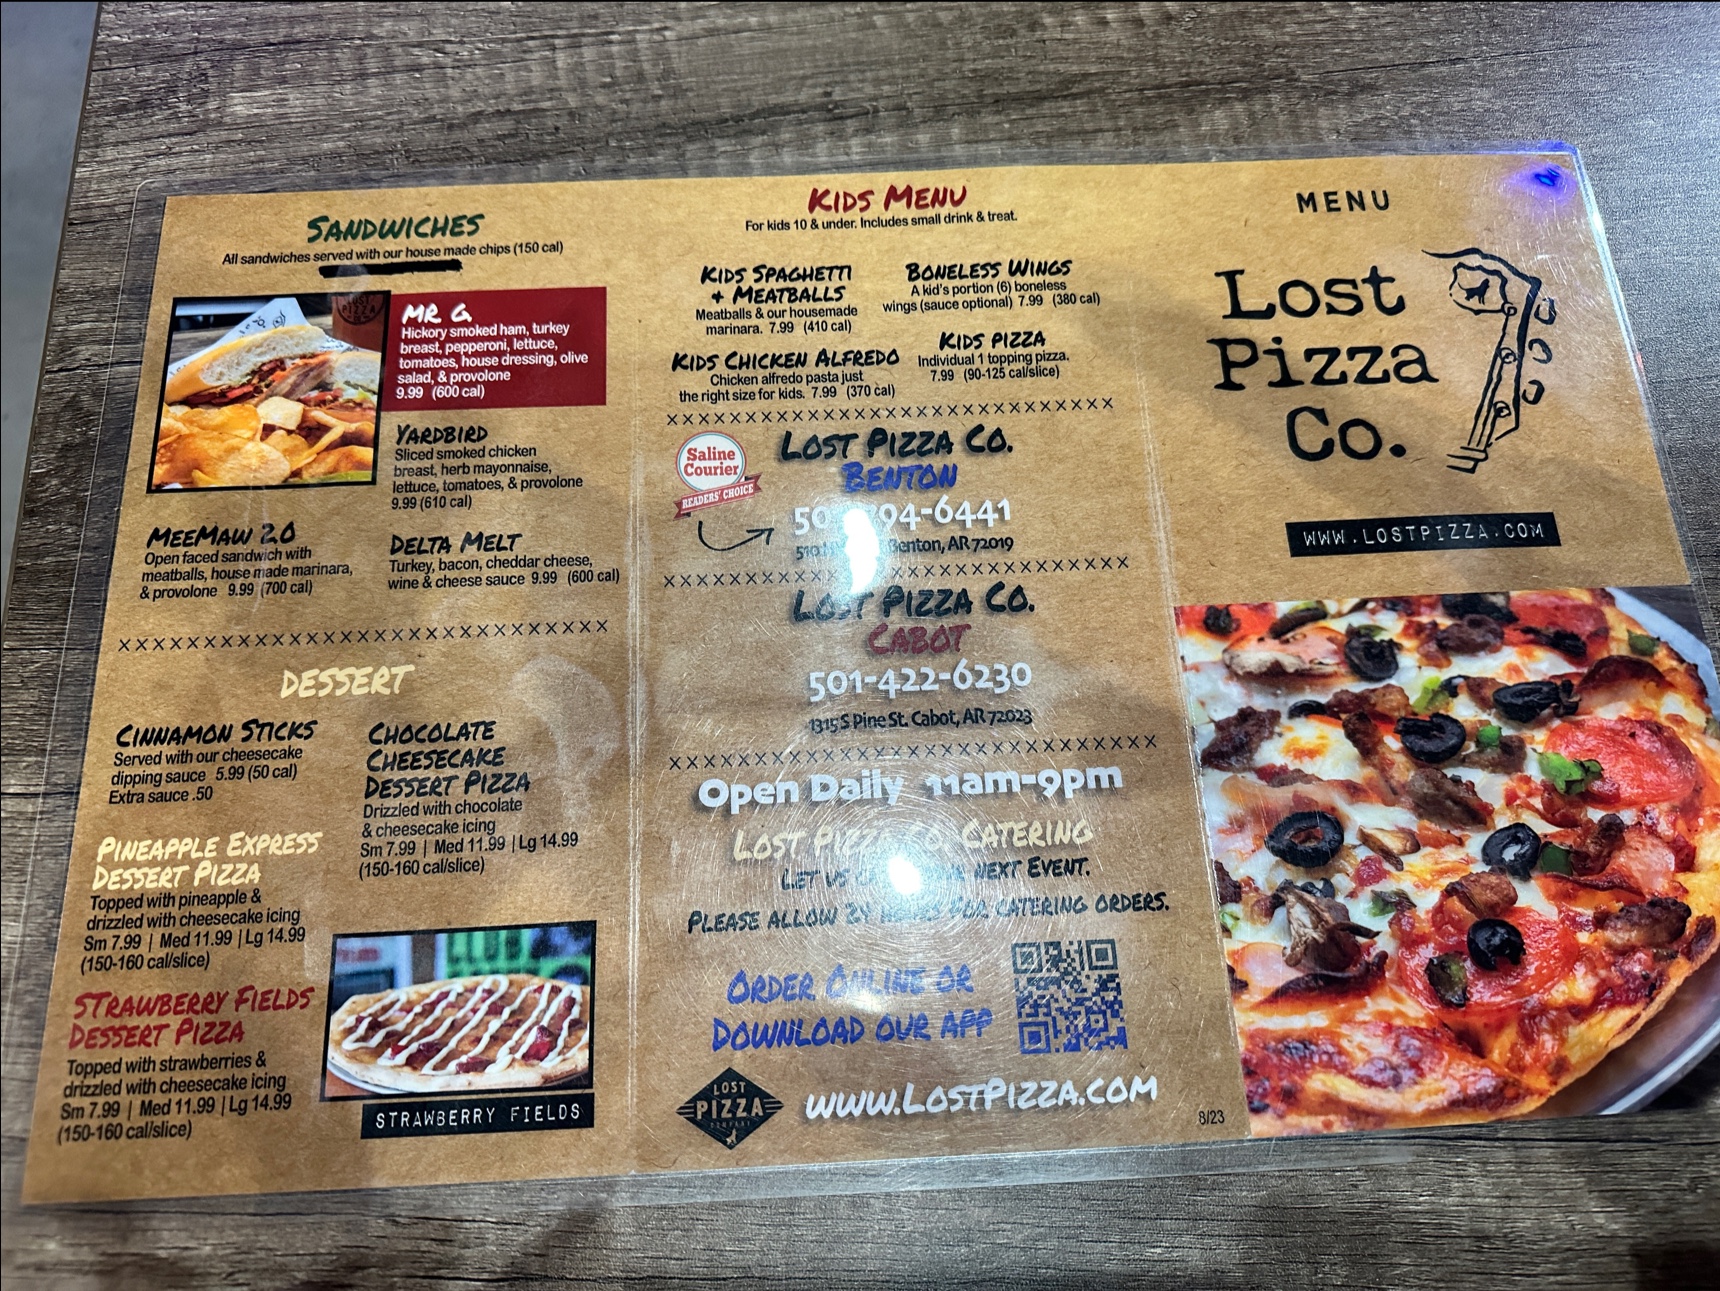 SANDWICHES
All sandwiches served with our house made chips (150 cal)
MR G
Hickory smoked ham, turkey
breast, pepperoni, lettuce,
tomatoes, house dressing, olive
salad, & provolone
9.99 (600 cal)
YARDBIRD
Sliced smoked chicken
breast, herb mayonnaise,
lettuce, tomatoes, & provolone
9.99 (610 cal)
MEEMAW 2.0
Open faced sandwich with
meatballs, house made marinara,
& provolone 9.99 (700 cal)
DELTA MELT
Turkey, bacon, cheddar cheese,
wine & cheese sauce 9.99 (600 cal)
DESSERT
CINNAMON STICKS
Served with our cheesecake
dipping sauce 5.99 (50 cal)
Extra sauce .50
PINEAPPLE EXPRESS
DESSERT PIZZA
Topped with pineapple &
drizzled with cheesecake icing
Sm 7.99 | Med 11.99 | Lg 14.99
(150-160 cal/slice)
STRAWBERRY FIELDS
DESSERT PIZZA
Topped with strawberries &
drizzled with cheesecake icing
Sm 7.99 | Med 11.99 | Lg 14.99
(150-160 cal/slice)
CHOCOLATE
CHEESECAKE
DESSERT PIZZA
Drizzled with chocolate
& cheesecake icing
Sm 7.99 | Med 11.99 | Lg 14.99
(150-160 cal/slice)
CLUB
STRAWBERRY FIELDS
KIDS MENU
For kids 10 & under. Includes small drink & treat.
KIDS SPAGHETTI
+ MEATBALLS
Meatballs & our housemade
marinara. 7.99 (410 cal)
KIDS CHICKEN ALFREDO
Chicken alfredo pasta just
the right size for kids. 7.99 (370 cal)
BONELESS WINGS
A kid's portion (6) boneless
wings (sauce optional) 7.99 (380 cal)
KIDS PIZZA
Individual 1 topping pizza.
7.99 (90-125 cal/slice)
Saline
Courier
READERS' CHOICE
LOST PIZZA CO.
BENTON
94-6441
Benton, AR 72019
LOST PIZZA CO.
CABOT
501-422-6230
1315 S Pine St. Cabot, AR 72023
Open Daily 11am-9pm
LOST PIZZA CO. CATERING
LET US NEXT EVENT.
PLEASE ALLOW 24 FOR CATERING ORDERS.
ORDER ONLINE OR
DOWNLOAD OUR APP
LOST
PIZZA
COMPANY
WWW.LOSTPIZZA.COM
8/23
MENU
Lost
Pizza
Co.
WWW.LOSTPIZZA.COM